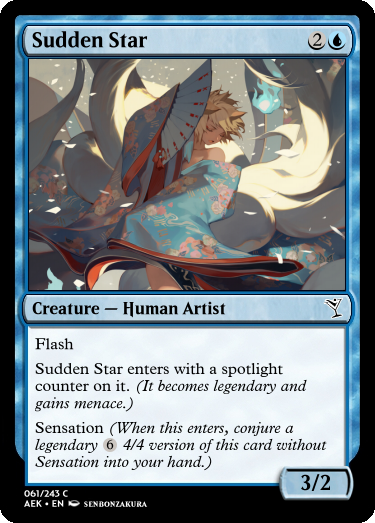 Sudden Star 2
Creature — Human Artist
Flash
Sudden Star enters with a spotlight
counter on it. (It becomes legendary and
gains menace.)
Sensation (When this enters, conjure a
legendary 6 4/4 version of this card without
Sensation into your hand.)
3/2
061/243 C
AEK • EN SENBONZAKURA